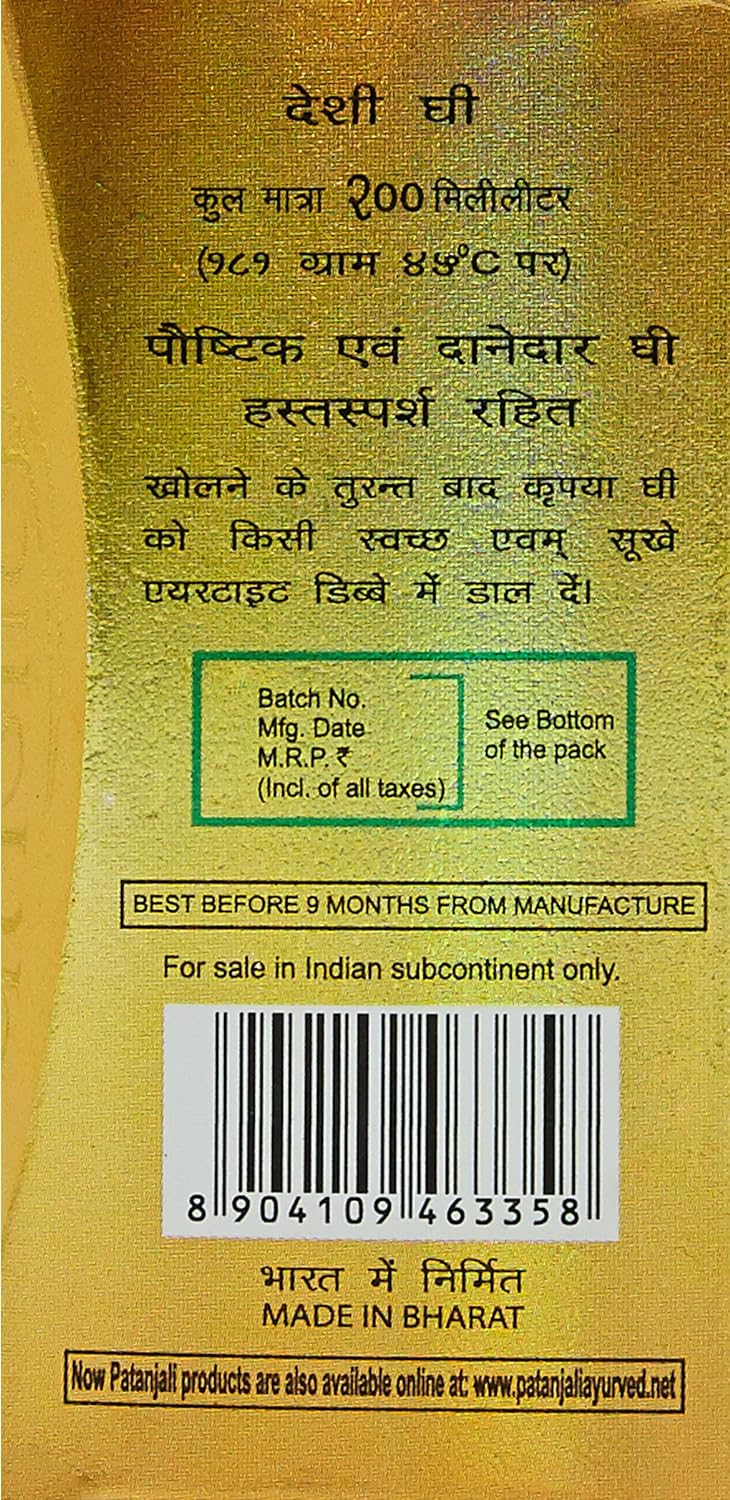 देशी घी
कुल मात्रा २00 मिलीलीटर
(१८१ ग्राम ४५°C पर)
पौष्टिक एवं दानेदार घी
हस्तस्पर्श रहित
खोलने के तुरन्त बाद कृपया घी
को किसी स्वच्छ एवम् सूखे
एयरटाइट डिब्बे में डाल दें।
Batch No.
Mfg. Date
M.R.P. ₹
(Incl. of all taxes)
See Bottom
of the pack
BEST BEFORE 9 MONTHS FROM MANUFACTURE
For sale in Indian subcontinent only.
8 904109 463358
भारत में निर्मित
MADE IN BHARAT
Now Patanjali products are also available online at: www.patanjaliayurved.net